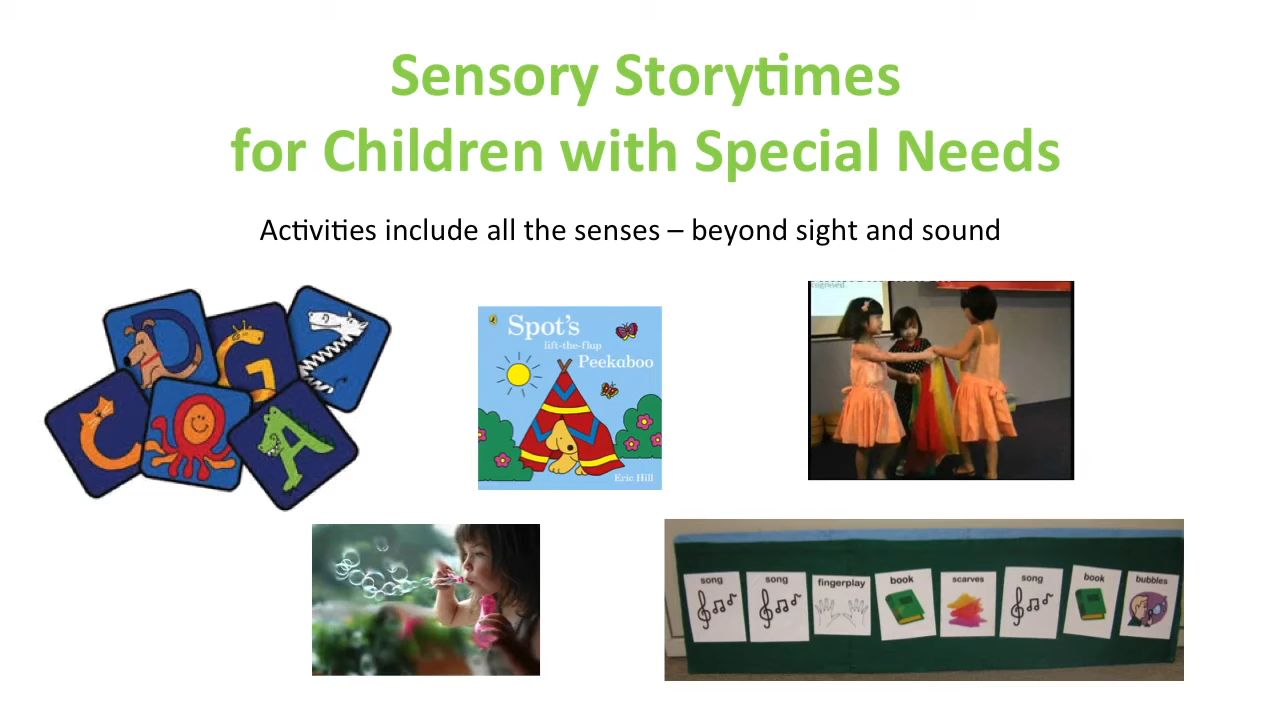 Sensory Storytimes
for Children with Special Needs
Activities include all the senses – beyond sight and sound
D
G
Z
C
O
A
Spot's
lift-the-flap
Peekaboo
Eric Hill
ognised.
song
song
fingerplay
book
scarves
song
book
bubbles